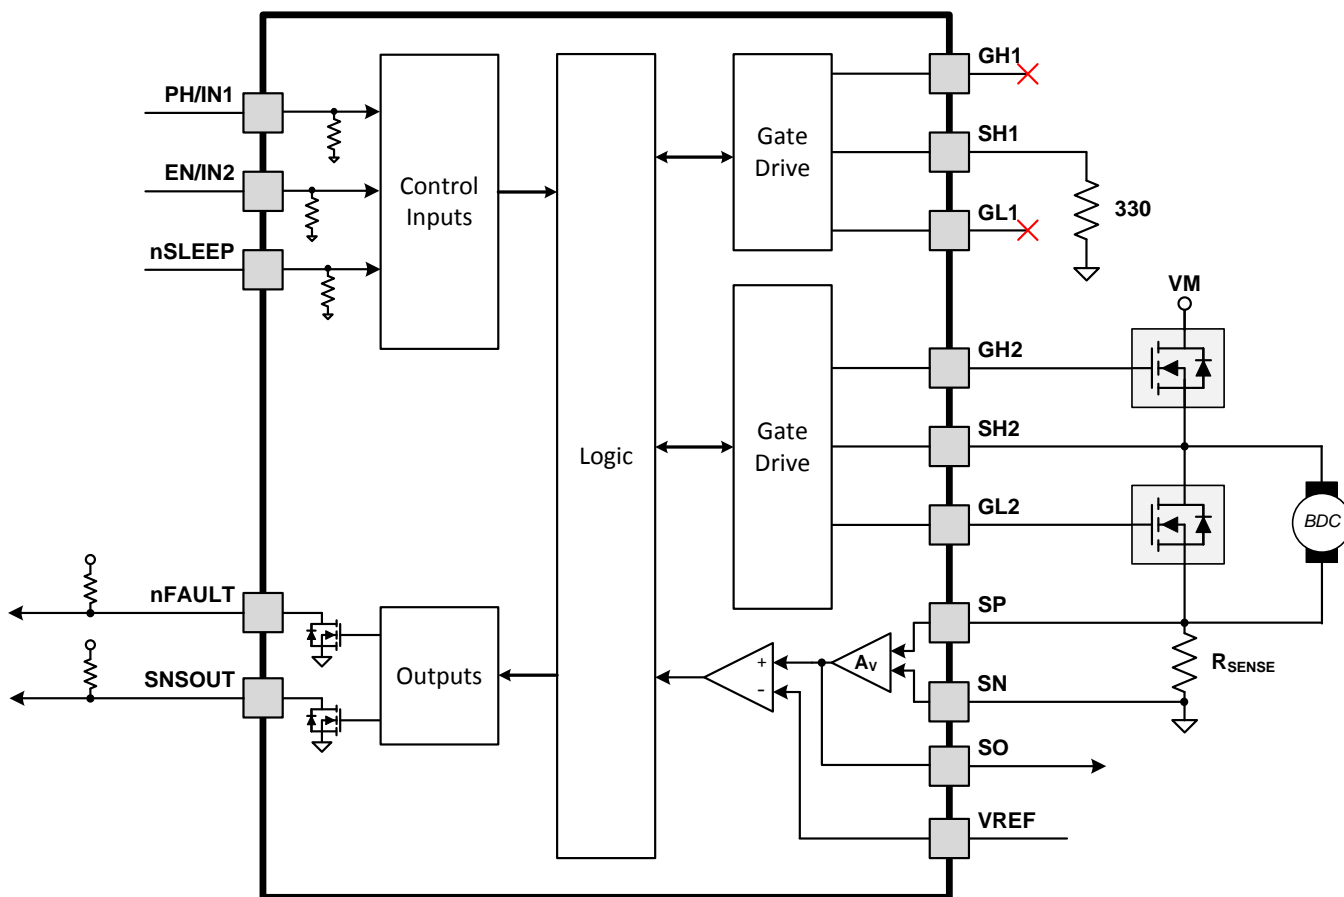 PH/IN1
EN/IN2
nSLEEP
Control
Inputs
Logic
Gate
Drive
GH1
SH1
GL1
330
VM
Gate
Drive
GH2
SH2
GL2
BDC
nFAULT
SNSOUT
Outputs
+
-
AV
SP
SN
RSENSE
SO
VREF